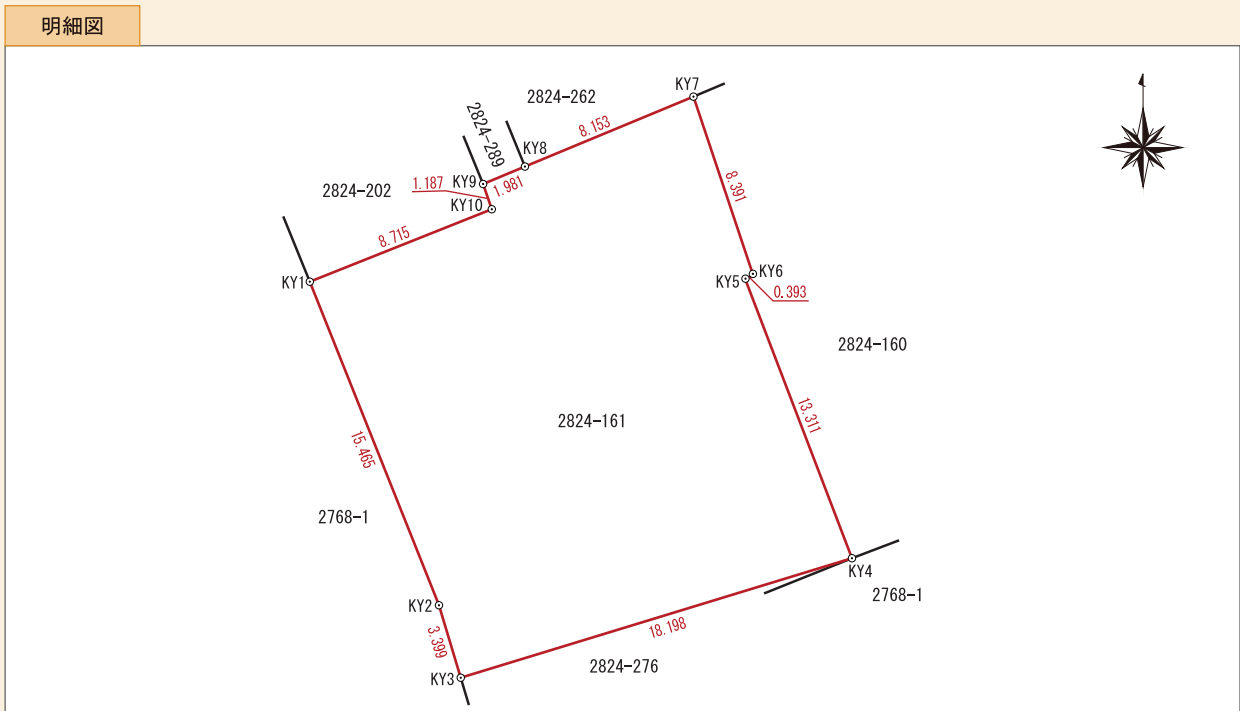 明細図
KY7
2824-262
2824-289
8.153
KY8
KY9
1.981
1.187
2824-202
KY10
8.391
8.715
KY1
KY6
KY5
0.393
2824-160
2824-161
13.311
15.465
2768-1
KY4
2768-1
KY2
3.399
18.198
2824-276
KY3